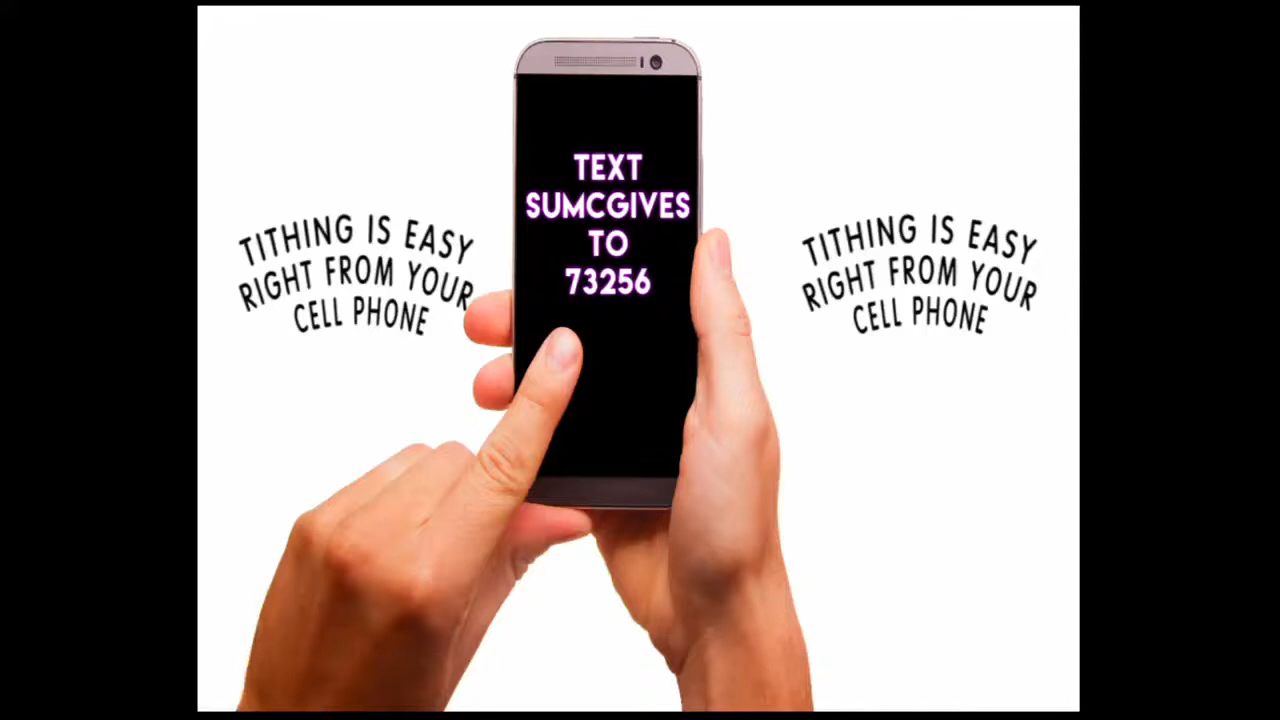 TITHING IS EASY
RIGHT FROM YOUR
CELL PHONE
TEXT
SUMCGIVES
TO
73256
TITHING IS EASY
RIGHT FROM YOUR
CELL PHONE